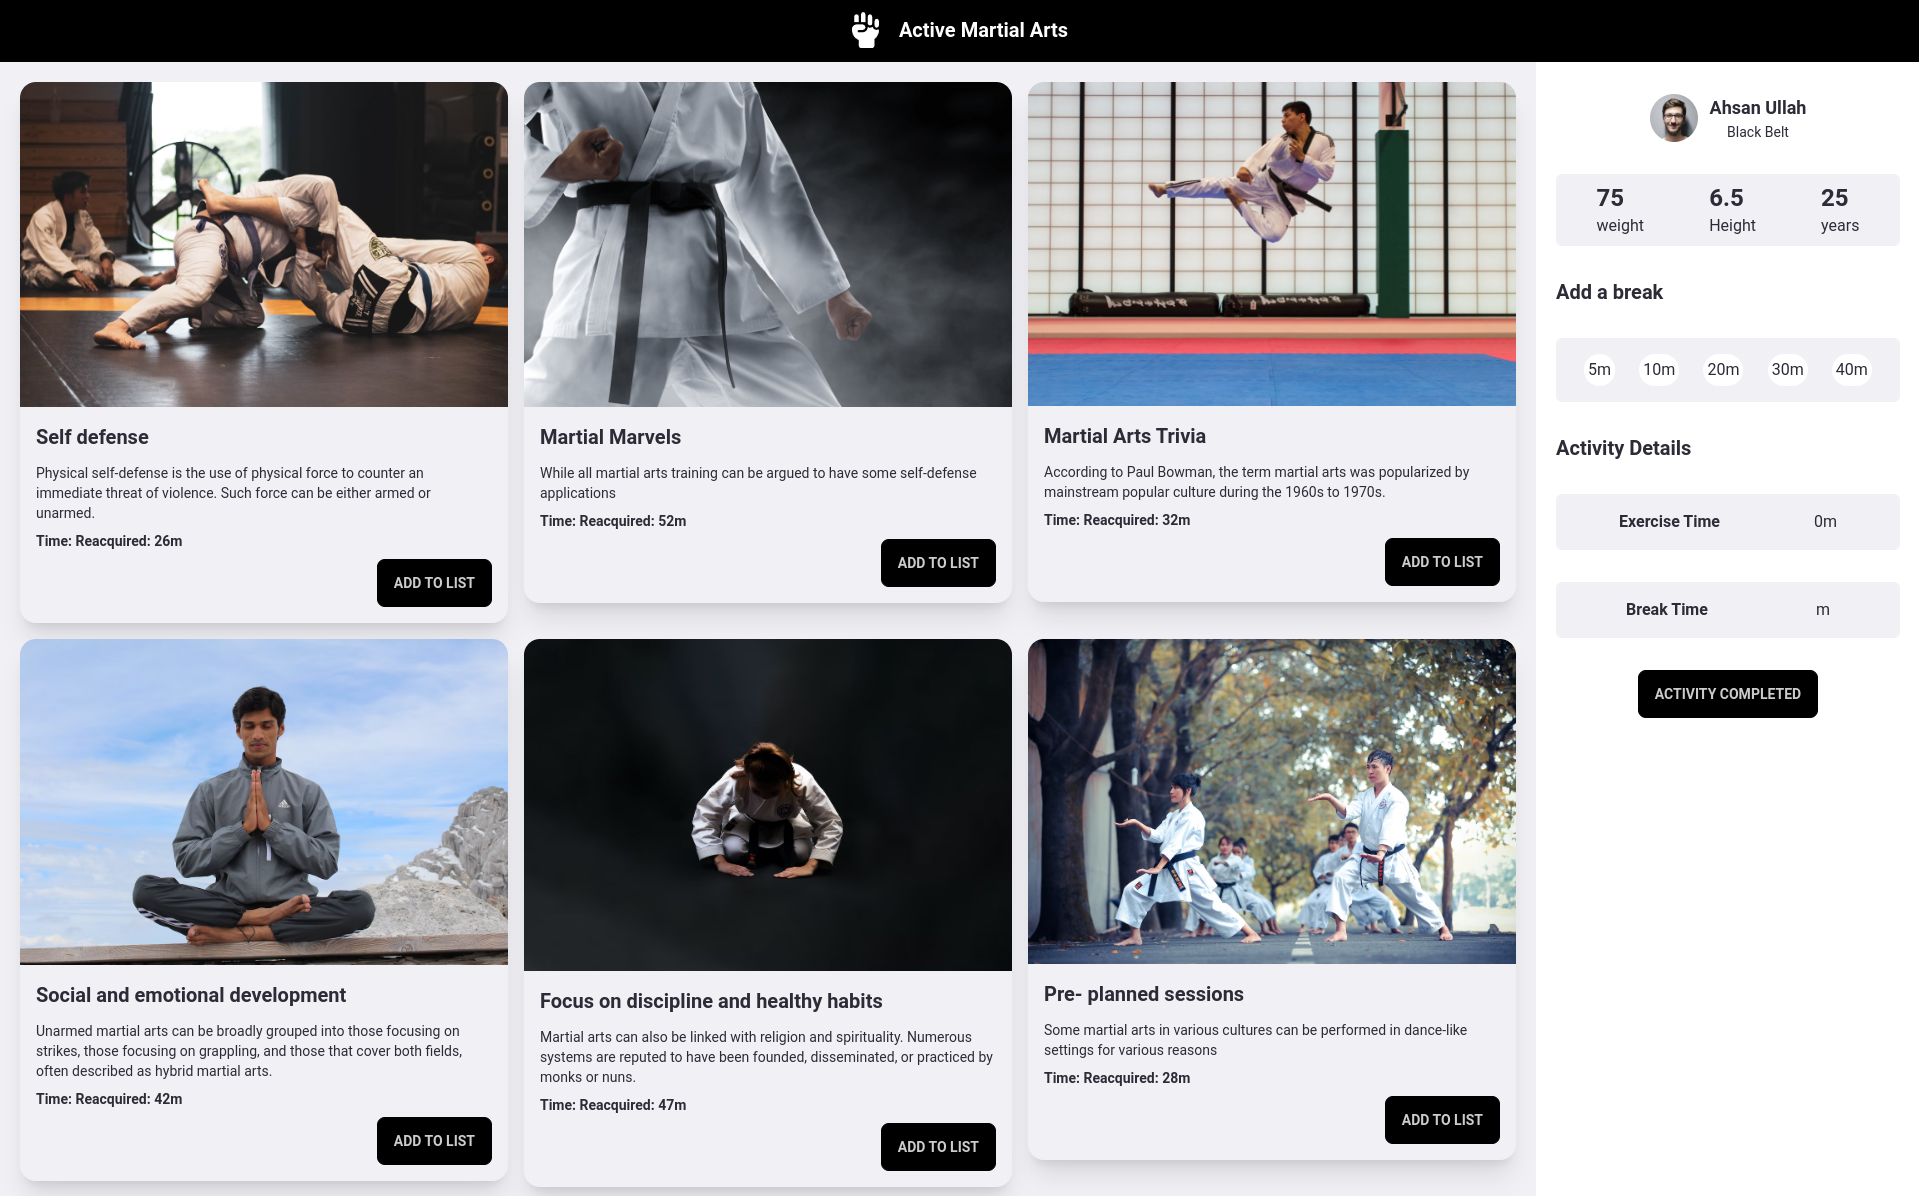 Active Martial Arts
Self defense
Physical self-defense is the use of physical force to counter an
immediate threat of violence. Such force can be either armed or
unarmed.
Time: Reacquired: 26m
ADD TO LIST
Martial Marvels
While all martial arts training can be argued to have some self-defense
applications
Time: Reacquired: 52m
ADD TO LIST
Martial Arts Trivia
According to Paul Bowman, the term martial arts was popularized by
mainstream popular culture during the 1960s to 1970s.
Time: Reacquired: 32m
ADD TO LIST
Social and emotional development
Unarmed martial arts can be broadly grouped into those focusing on
strikes, those focusing on grappling, and those that cover both fields,
often described as hybrid martial arts.
Time: Reacquired: 42m
ADD TO LIST
Focus on discipline and healthy habits
Martial arts can also be linked with religion and spirituality. Numerous
systems are reputed to have been founded, disseminated, or practiced by
monks or nuns.
Time: Reacquired: 47m
ADD TO LIST
Pre- planned sessions
Some martial arts in various cultures can be performed in dance-like
settings for various reasons
Time: Reacquired: 28m
ADD TO LIST
Ahsan Ullah
Black Belt
75 6.5 25
weight Height years
Add a break
5m 10m 20m 30m 40m
Activity Details
Exercise Time 0m
Break Time m
ACTIVITY COMPLETED